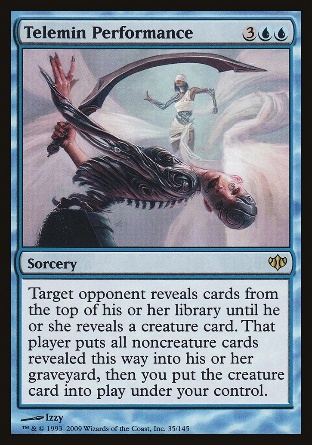 Telemin Performance 3
Sorcery
Target opponent reveals cards from
the top of his or her library until he
or she reveals a creature card. That
player puts all noncreature cards
revealed this way into his or her
graveyard, then you put the creature
card into play under your control.
Izzy
™ & © 1993–2009 Wizards of the Coast, Inc. 35/145